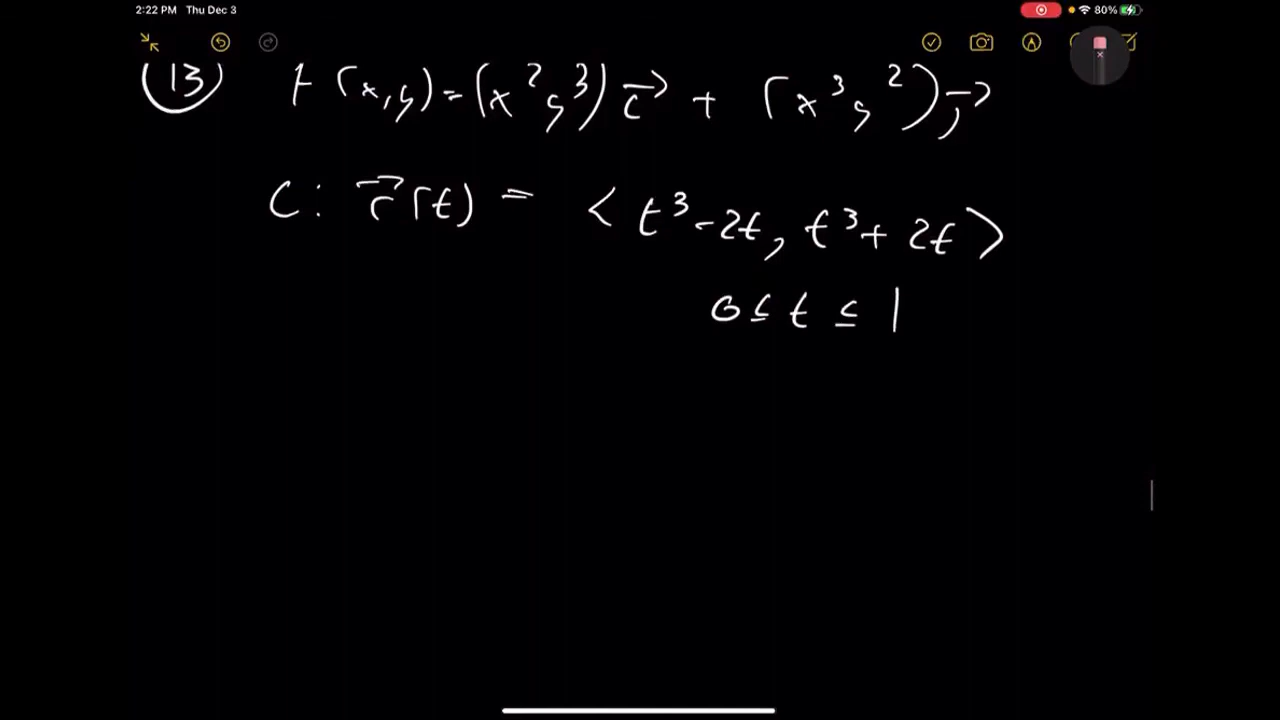 2:22 PM Thu Dec 3 80%
(13) F(x,y)=(x²y³)i⃗ + (x³y²)j⃗
C: r⃗(t) = <t³-2t, t³+2t>
0 ≤ t ≤ 1